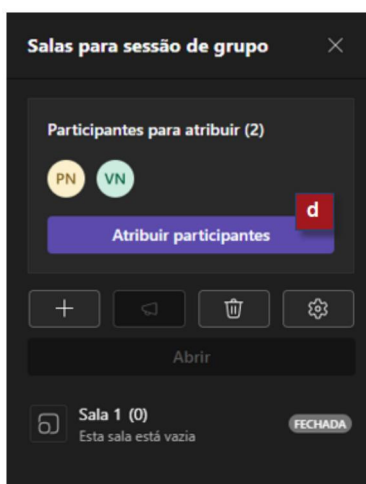 Salas para sessão de grupo
Participantes para atribuir (2)
PN VN
d
Atribuir participantes
Abrir
Sala 1 (0)
Esta sala está vazia
FECHADA